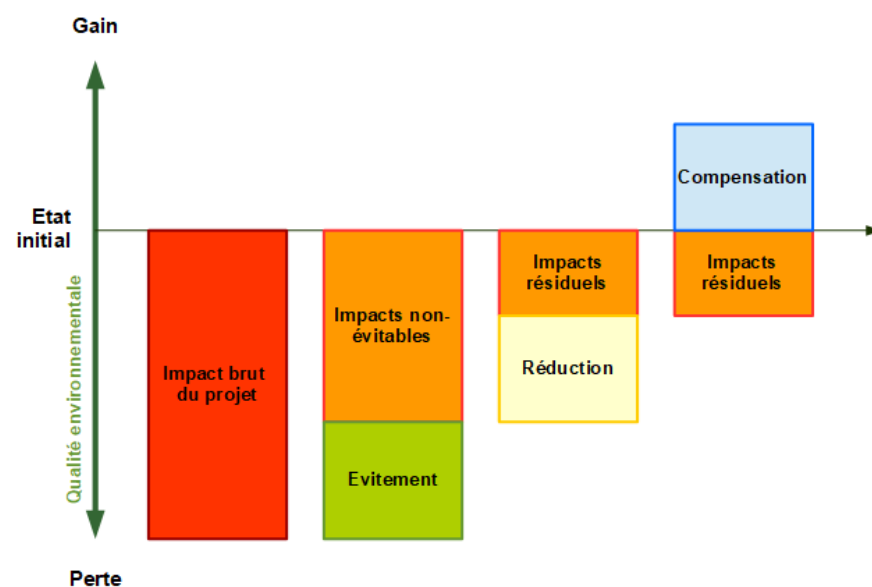 Gain
Compensation
Etat
initial
Impacts
résiduels
Impacts
résiduels
Impacts non-
évitables
Impact brut
du projet
Réduction
Evitement
Qualité environnementale
Perte